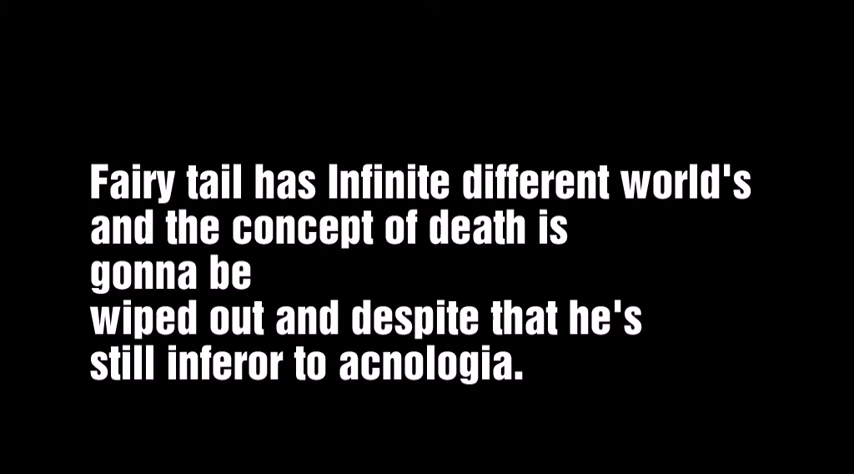 Fairy tail has Infinite different world's
and the concept of death is
gonna be
wiped out and despite that he's
still inferor to acnologia.